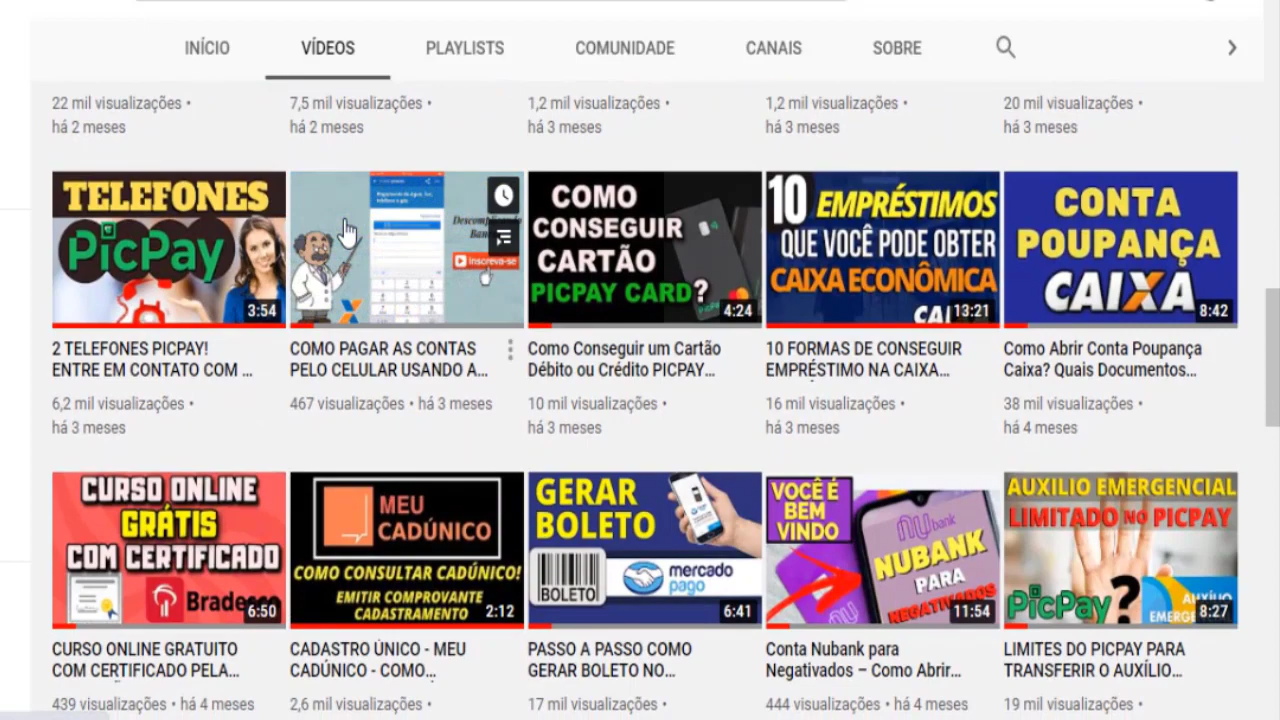 INÍCIO
VÍDEOS
PLAYLISTS
COMUNIDADE
CANAIS
SOBRE
22 mil visualizações •
há 2 meses
7,5 mil visualizações •
há 2 meses
1,2 mil visualizações •
há 3 meses
1,2 mil visualizações •
há 3 meses
20 mil visualizações •
há 3 meses
TELEFONES
PicPay
3:54
2 TELEFONES PICPAY!
ENTRE EM CONTATO COM ...
6,2 mil visualizações •
há 3 meses
Inscreva-se
COMO PAGAR AS CONTAS
PELO CELULAR USANDO A...
467 visualizações • há 3 meses
COMO
CONSEGUIR
CARTÃO
PICPAY CARD?
4:24
Como Conseguir um Cartão
Débito ou Crédito PICPAY...
10 mil visualizações •
há 3 meses
10 EMPRÉSTIMOS
QUE VOCÊ PODE OBTER
CAIXA ECONÔMICA
13:21
10 FORMAS DE CONSEGUIR
EMPRÉSTIMO NA CAIXA...
16 mil visualizações •
há 3 meses
CONTA
POUPANÇA
CAIXA
8:42
Como Abrir Conta Poupança
Caixa? Quais Documentos...
38 mil visualizações •
há 4 meses
CURSO ONLINE
GRÁTIS
COM CERTIFICADO
6:50
CURSO ONLINE GRATUITO
COM CERTIFICADO PELA...
439 visualizações • há 4 meses
MEU
CADÚNICO
COMO CONSULTAR CADÚNICO!
EMITIR COMPROVANTE
CADASTRAMENTO
2:12
CADASTRO ÚNICO - MEU
CADÚNICO - COMO...
2,6 mil visualizações •
GERAR
BOLETO
BOLETO
mercado
pago
6:41
PASSO A PASSO COMO
GERAR BOLETO NO...
17 mil visualizações •
VOCÊ É
BEM
VINDO
nubank
NUBANK
PARA
NEGATIVADOS
11:54
Conta Nubank para
Negativados – Como Abrir...
444 visualizações • há 4 meses
AUXILIO EMERGENCIAL
LIMITADO NO PICPAY
PicPay ?
8:27
LIMITES DO PICPAY PARA
TRANSFERIR O AUXÍLIO...
19 mil visualizações •